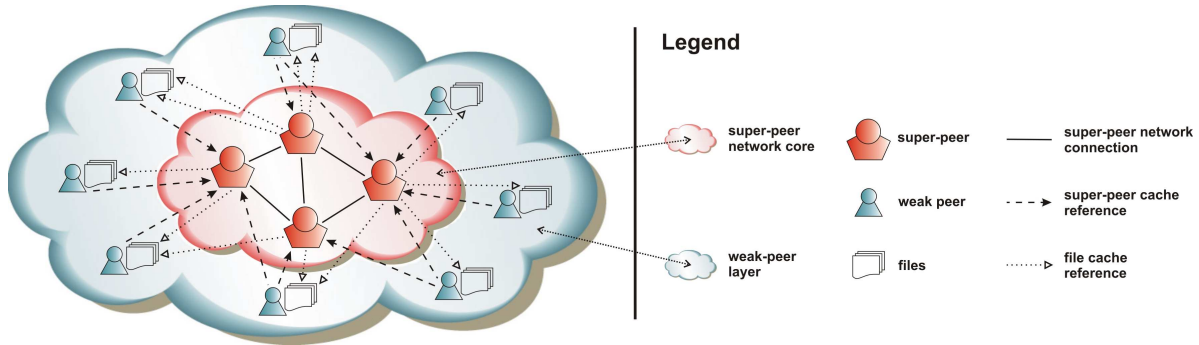 Legend
super-peer
network core
super-peer
super-peer network
connection
weak peer
super-peer cache
reference
weak-peer
layer
files
file cache
reference